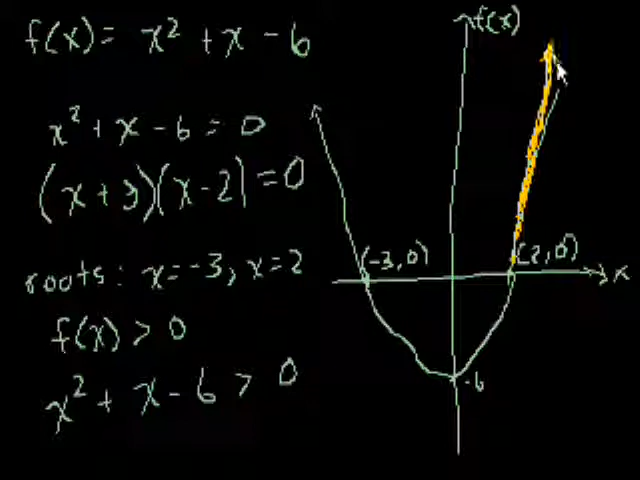 f(x) = x² + x - 6
x² + x - 6 = 0
(x + 3)(x - 2) = 0
roots: x = -3, x = 2
f(x) > 0
x² + x - 6 > 0
f(x)
(-3, 0)
(2, 0)
x
-6